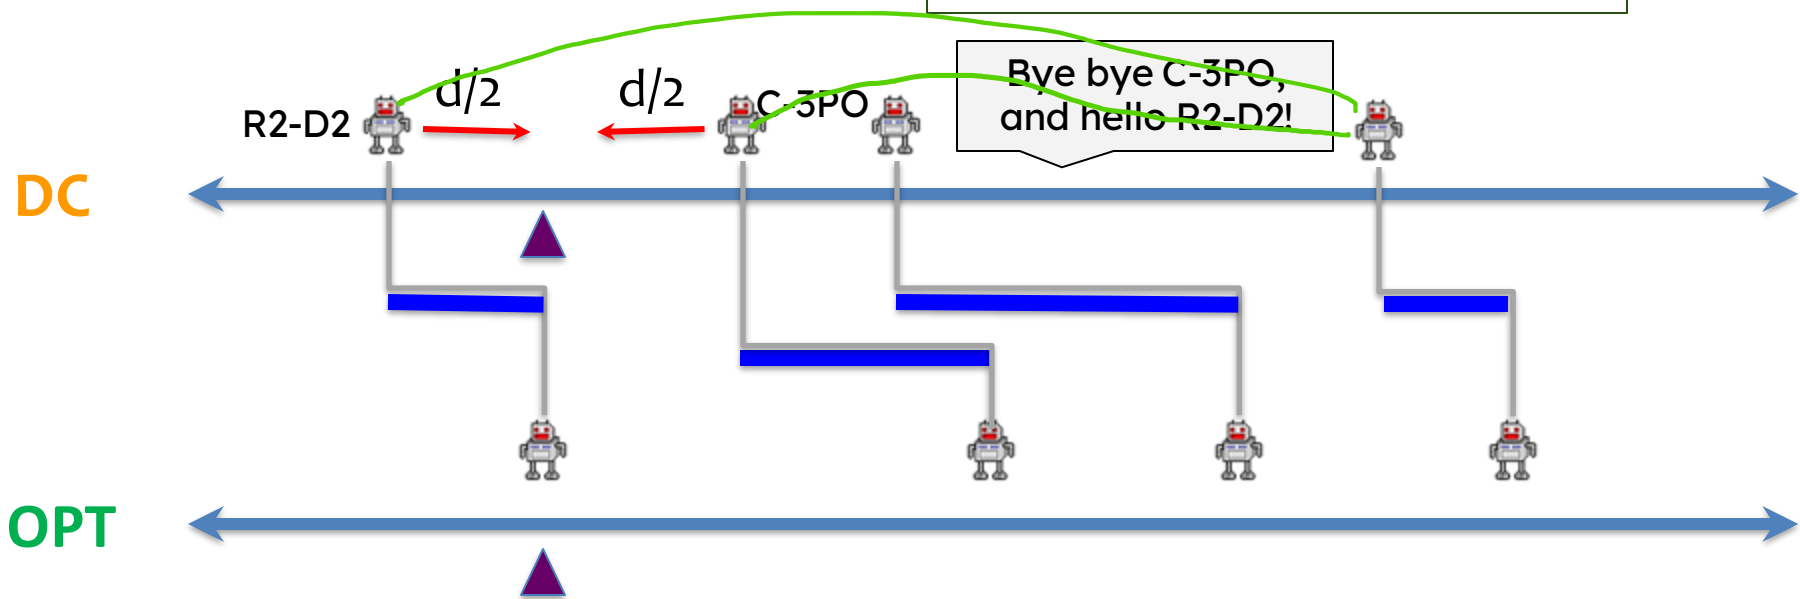 d/2
d/2
R2-D2
C-3PO
Bye bye C-3PO,
and hello R2-D2!
DC
OPT